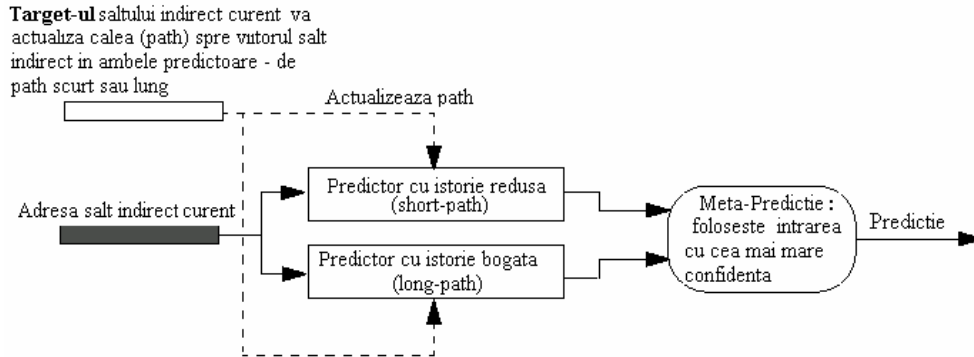 Target-ul saltului indirect curent va
actualiza calea (path) spre viitorul salt
indirect in ambele predictoare - de
path scurt sau lung
Actualizeaza path
Predictor cu istorie redusa
(short-path)
Adresa salt indirect curent
Predictor cu istorie bogata
(long-path)
Meta-Predictie :
foloseste intrarea
cu cea mai mare
confidenta
Predictie